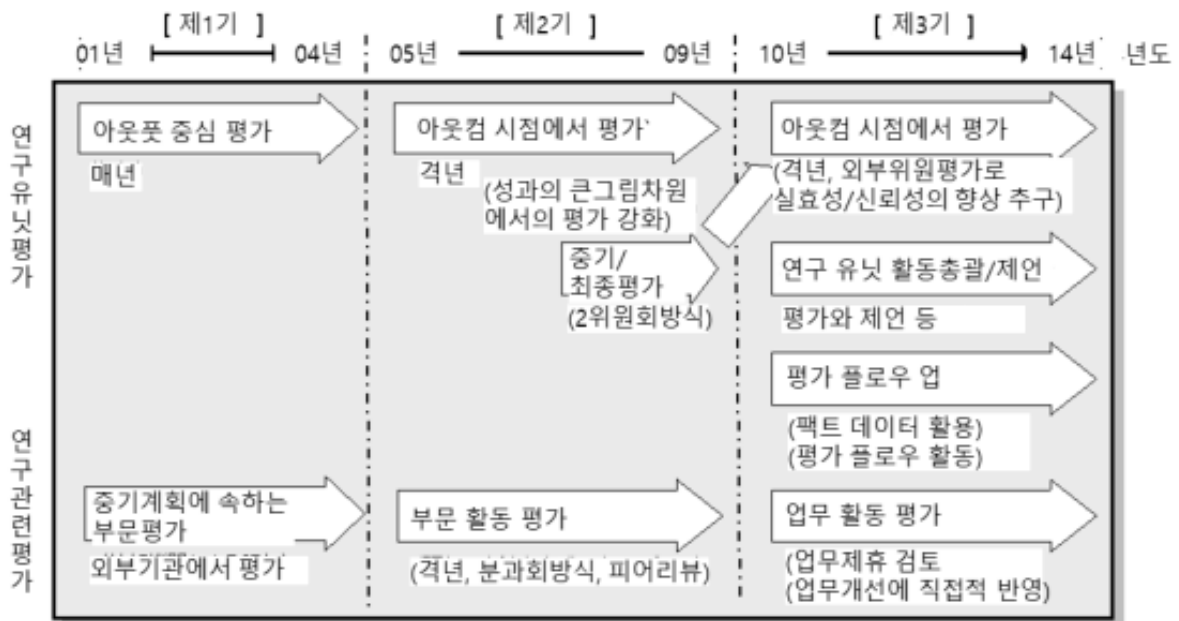 [ 제1기 ]
[ 제2기 ]
[ 제3기 ]
01년
04년
05년
09년
10년
14년
년도
연구유닛평가
아웃풋 중심 평가
매년
아웃컴 시점에서 평가`
격년
(성과의 큰그림차원
에서의 평가 강화)
중기/
최종평가
(2위원회방식)
아웃컴 시점에서 평가
(격년, 외부위원평가로
실효성/신뢰성의 향상 추구)
연구 유닛 활동총괄/제언
평가와 제언 등
평가 플로우 업
(팩트 데이터 활용)
(평가 플로우 활동)
연구관련평가
중기계획에 속하는
부문평가
외부기관에서 평가
부문 활동 평가
(격년, 분과회방식, 피어리뷰)
업무 활동 평가
(업무제휴 검토
(업무개선에 직접적 반영)